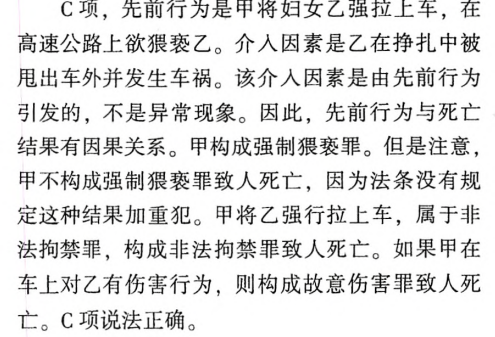 C 项，先前行为是甲将妇女乙强拉上车，在
高速公路上欲猥亵乙。介入因素是乙在挣扎中被
甩出车外并发生车祸。该介入因素是由先前行为
引发的，不是异常现象。因此，先前行为与死亡
结果有因果关系。甲构成强制猥亵罪。但是注意，
甲不构成强制猥亵罪致人死亡，因为法条没有规
定这种结果加重犯。甲将乙强行拉上车，属于非
法拘禁罪，构成非法拘禁罪致人死亡。如果甲在
车上对乙有伤害行为，则构成故意伤害罪致人死
亡。C 项说法正确。